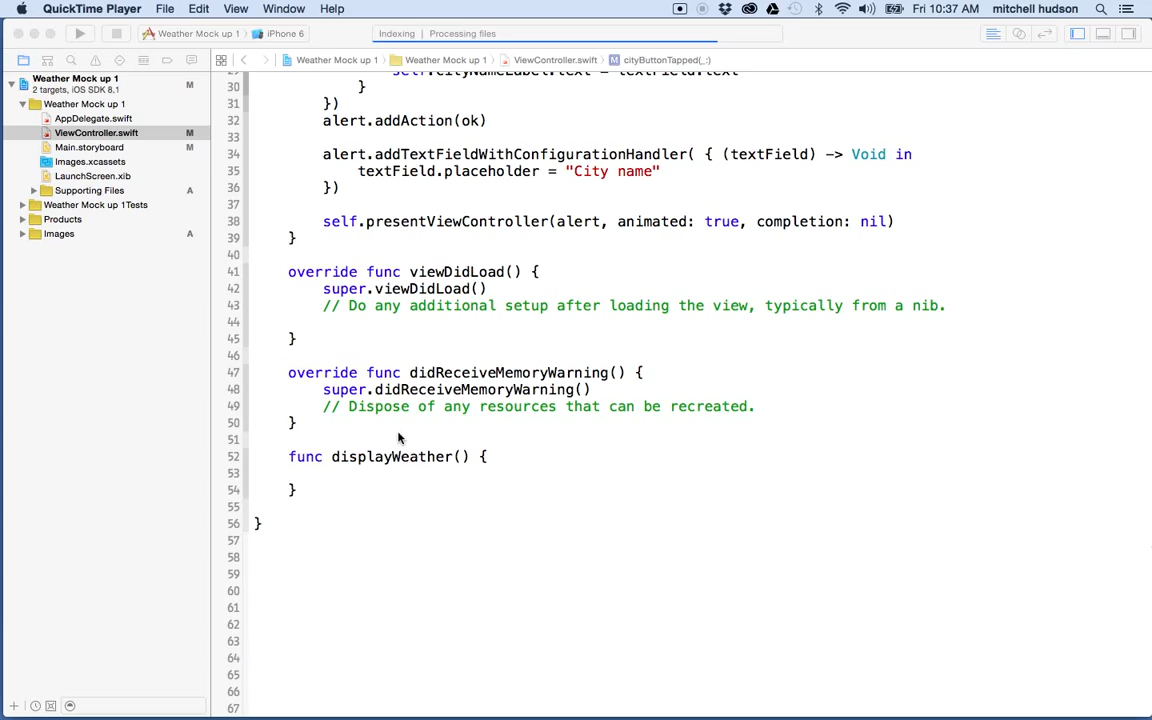 QuickTime Player File Edit View Window Help Fri 10:37 AM mitchell hudson
Weather Mock up 1 iPhone 6 Indexing | Processing files
Weather Mock up 1 Weather Mock up 1 ViewController.swift M cityButtonTapped(_:)
Weather Mock up 1 M
2 targets, iOS SDK 8.1
Weather Mock up 1
AppDelegate.swift
ViewController.swift M
Main.storyboard M
Images.xcassets
LaunchScreen.xib
Supporting Files A
Weather Mock up 1Tests
Products
Images A
29 self.cityNameLabel.text = textField.text
30 }
31 })
32 alert.addAction(ok)
33
34 alert.addTextFieldWithConfigurationHandler( { (textField) -> Void in
35 textField.placeholder = "City name"
36 })
37
38 self.presentViewController(alert, animated: true, completion: nil)
39 }
40
41 override func viewDidLoad() {
42 super.viewDidLoad()
43 // Do any additional setup after loading the view, typically from a nib.
44
45 }
46
47 override func didReceiveMemoryWarning() {
48 super.didReceiveMemoryWarning()
49 // Dispose of any resources that can be recreated.
50 }
51
52 func displayWeather() {
53
54 }
55
56 }
57
58
59
60
61
62
63
64
65
66
67